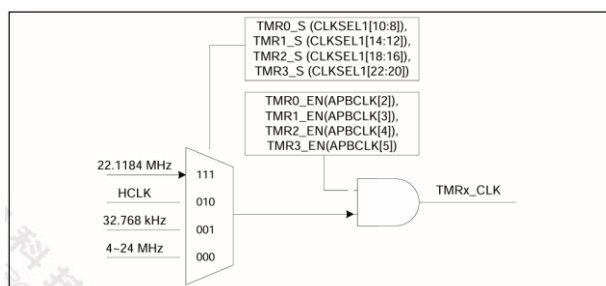 TMR0_S (CLKSEL1[10:8]),
TMR1_S (CLKSEL1[14:12]),
TMR2_S (CLKSEL1[18:16]),
TMR3_S (CLKSEL1[22:20])
TMR0_EN(APBCLK[2]),
TMR1_EN(APBCLK[3]),
TMR2_EN(APBCLK[4]),
TMR3_EN(APBCLK[5])
22.1184 MHz
111
HCLK
010
32.768 kHz
001
4~24 MHz
000
TMRx_CLK
科